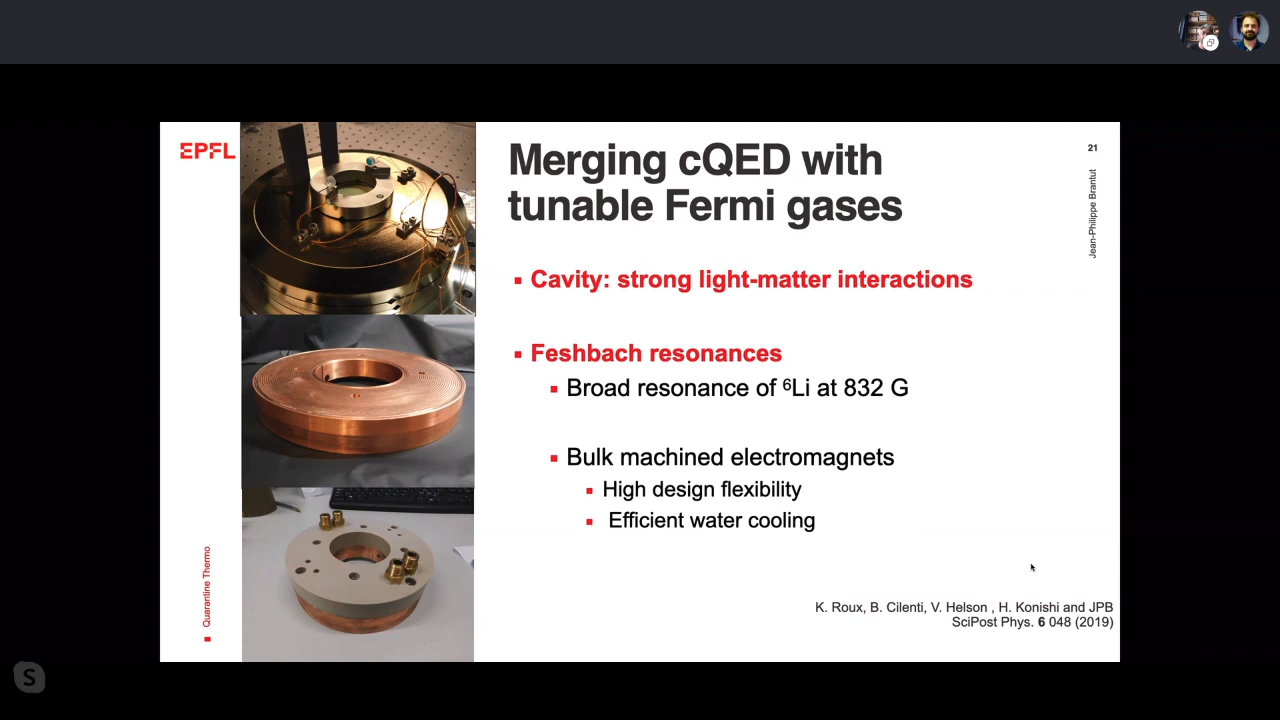 EPFL
Merging cQED with
tunable Fermi gases
21
Jean-Philippe Brantut
▪ Cavity: strong light-matter interactions
▪ Feshbach resonances
▪ Broad resonance of ⁶Li at 832 G
▪ Bulk machined electromagnets
▪ High design flexibility
▪ Efficient water cooling
▪ Quarantine Thermo
K. Roux, B. Cilenti, V. Helson , H. Konishi and JPB
SciPost Phys. 6 048 (2019)
S